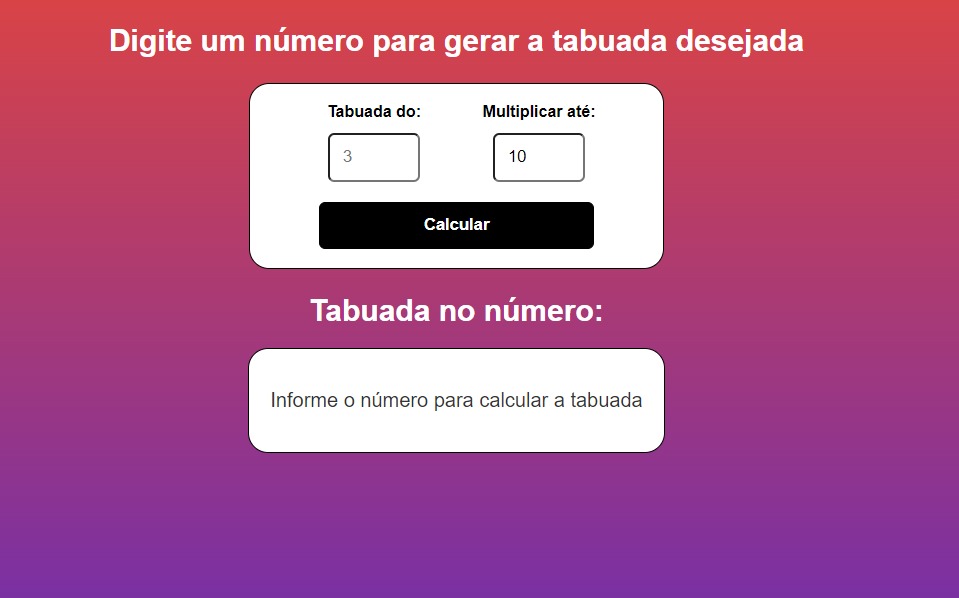 Digite um número para gerar a tabuada desejada
Tabuada do: Multiplicar até:
3 10
Calcular
Tabuada no número:
Informe o número para calcular a tabuada